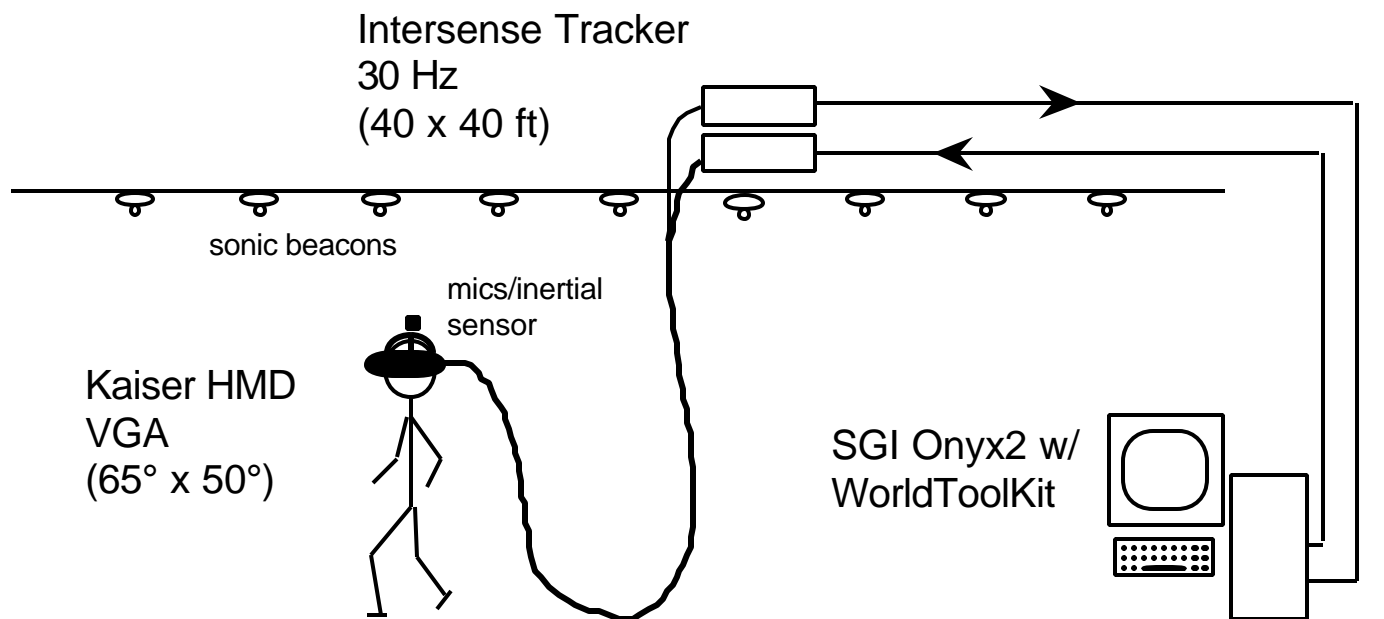 Intersense Tracker
30 Hz
(40 x 40 ft)
sonic beacons
mics/inertial
sensor
Kaiser HMD
VGA
(65° x 50°)
SGI Onyx2 w/
WorldToolKit